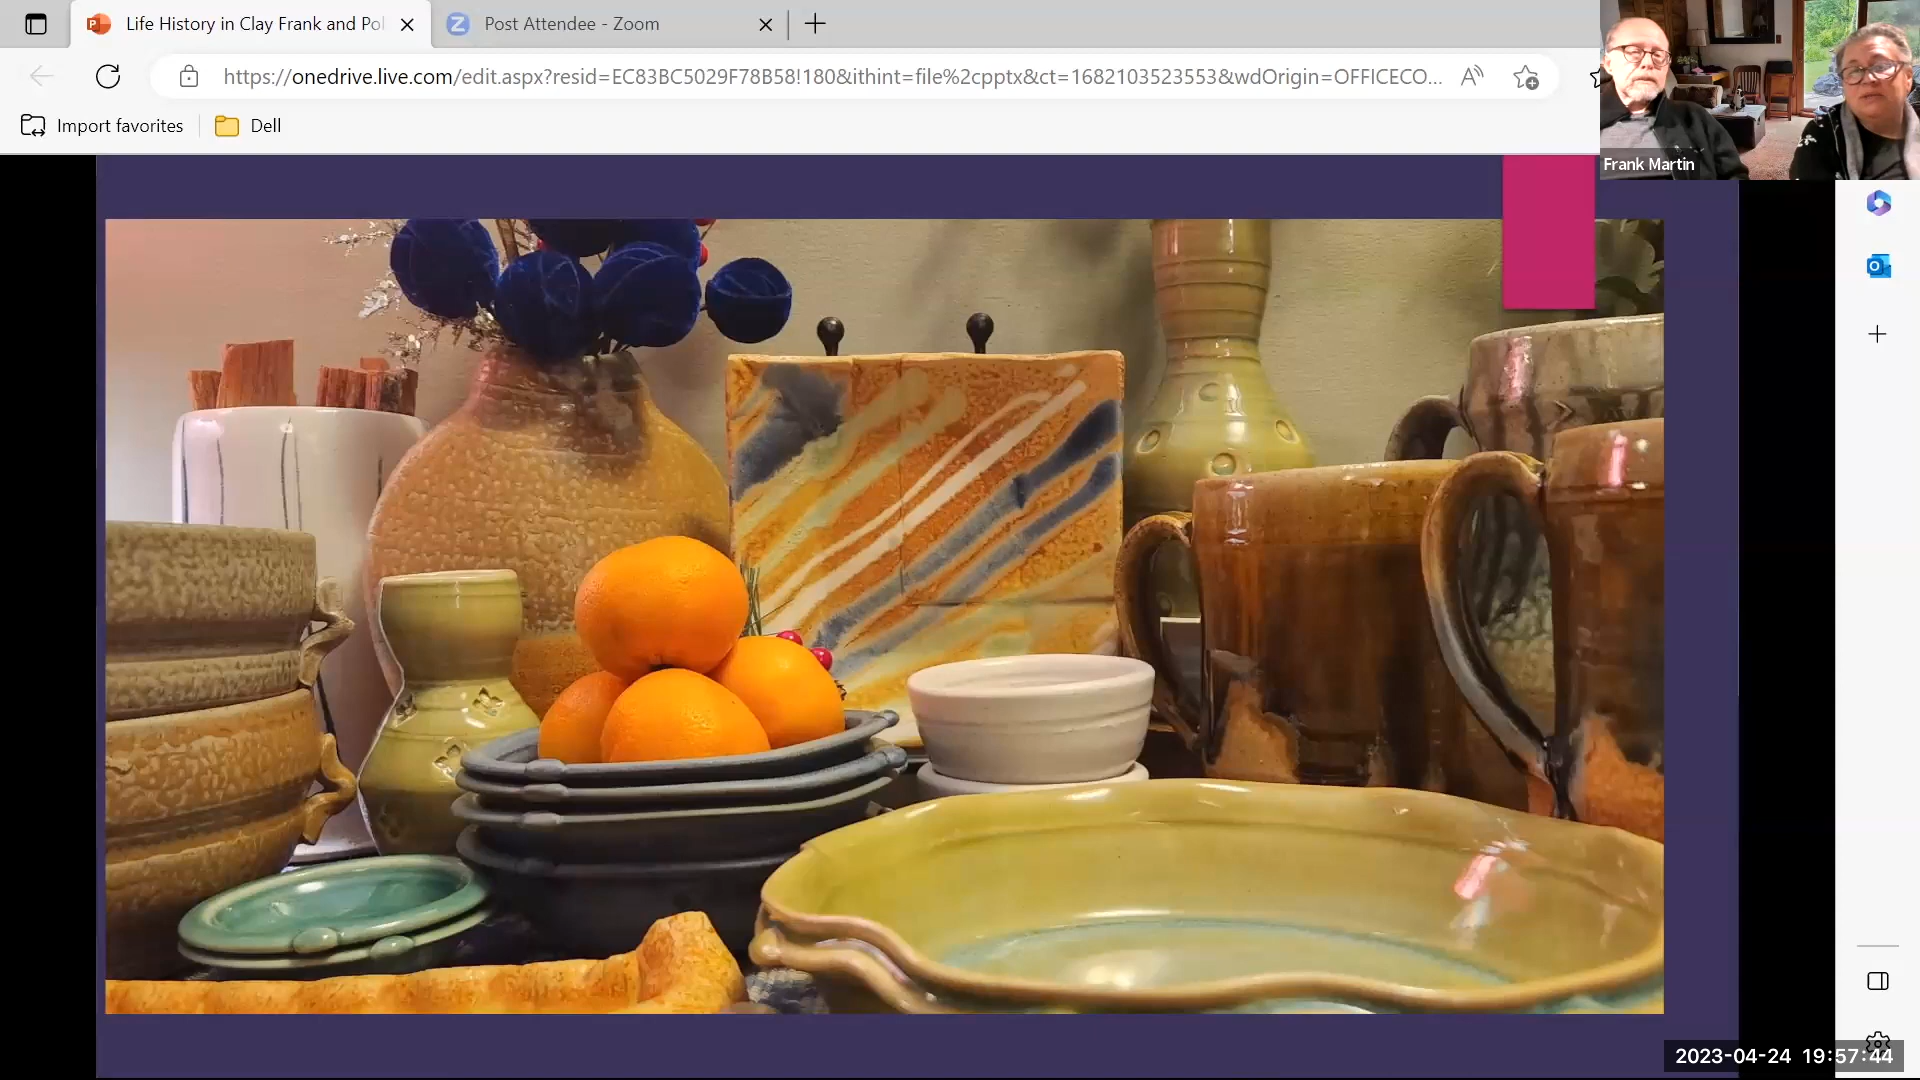 Life History in Clay Frank and Pol
Post Attendee - Zoom
https://onedrive.live.com/edit.aspx?resid=EC83BC5029F78B58!180&ithint=file%2cpptx&ct=1682103523553&wdOrigin=OFFICECO...
Import favorites
Dell
Frank Martin
2023-04-24 19:57:44